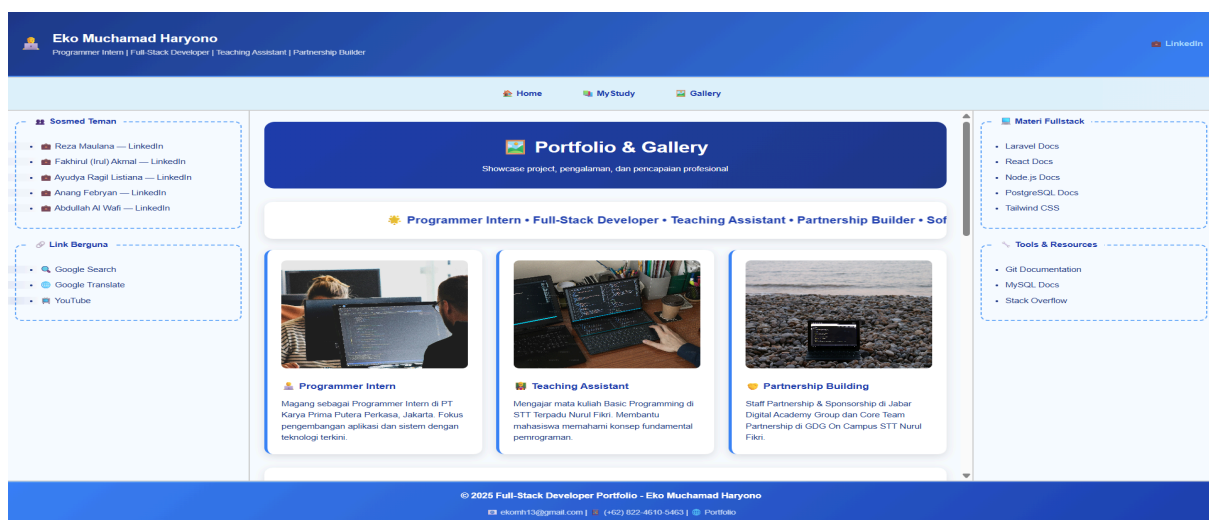 Eko Muchamad Haryono
Programmer Intern | Full-Stack Developer | Teaching Assistant | Partnership Builder
LinkedIn
Home
MyStudy
Gallery
Sosmed Teman
• Reza Maulana — LinkedIn
• Fakhirul (Irul) Akmal — LinkedIn
• Ayudya Ragil Listiana — LinkedIn
• Anang Febryan — LinkedIn
• Abdullah Al Wafi — LinkedIn
Link Berguna
• Google Search
• Google Translate
• YouTube
Portfolio & Gallery
Showcase project, pengalaman, dan pencapaian profesional
Programmer Intern • Full-Stack Developer • Teaching Assistant • Partnership Builder • Sof
Programmer Intern
Magang sebagai Programmer Intern di PT
Karya Prima Putera Perkasa, Jakarta. Fokus
pengembangan aplikasi dan sistem dengan
teknologi terkini.
Teaching Assistant
Mengajar mata kuliah Basic Programming di
STT Terpadu Nurul Fikri. Membantu
mahasiswa memahami konsep fundamental
pemrograman.
Partnership Building
Staff Partnership & Sponsorship di Jabar
Digital Academy Group dan Core Team
Partnership di GDG On Campus STT Nurul
Fikri.
Materi Fullstack
• Laravel Docs
• React Docs
• Node.js Docs
• PostgreSQL Docs
• Tailwind CSS
Tools & Resources
• Git Documentation
• MySQL Docs
• Stack Overflow
© 2025 Full-Stack Developer Portfolio - Eko Muchamad Haryono
ekomh13@gmail.com | (+62) 822-4610-5463 | Portfolio